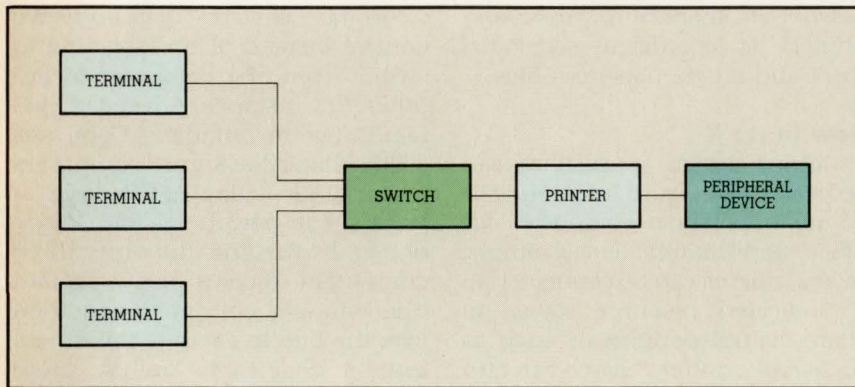 TERMINAL
TERMINAL
TERMINAL
SWITCH
PRINTER
PERIPHERAL
DEVICE